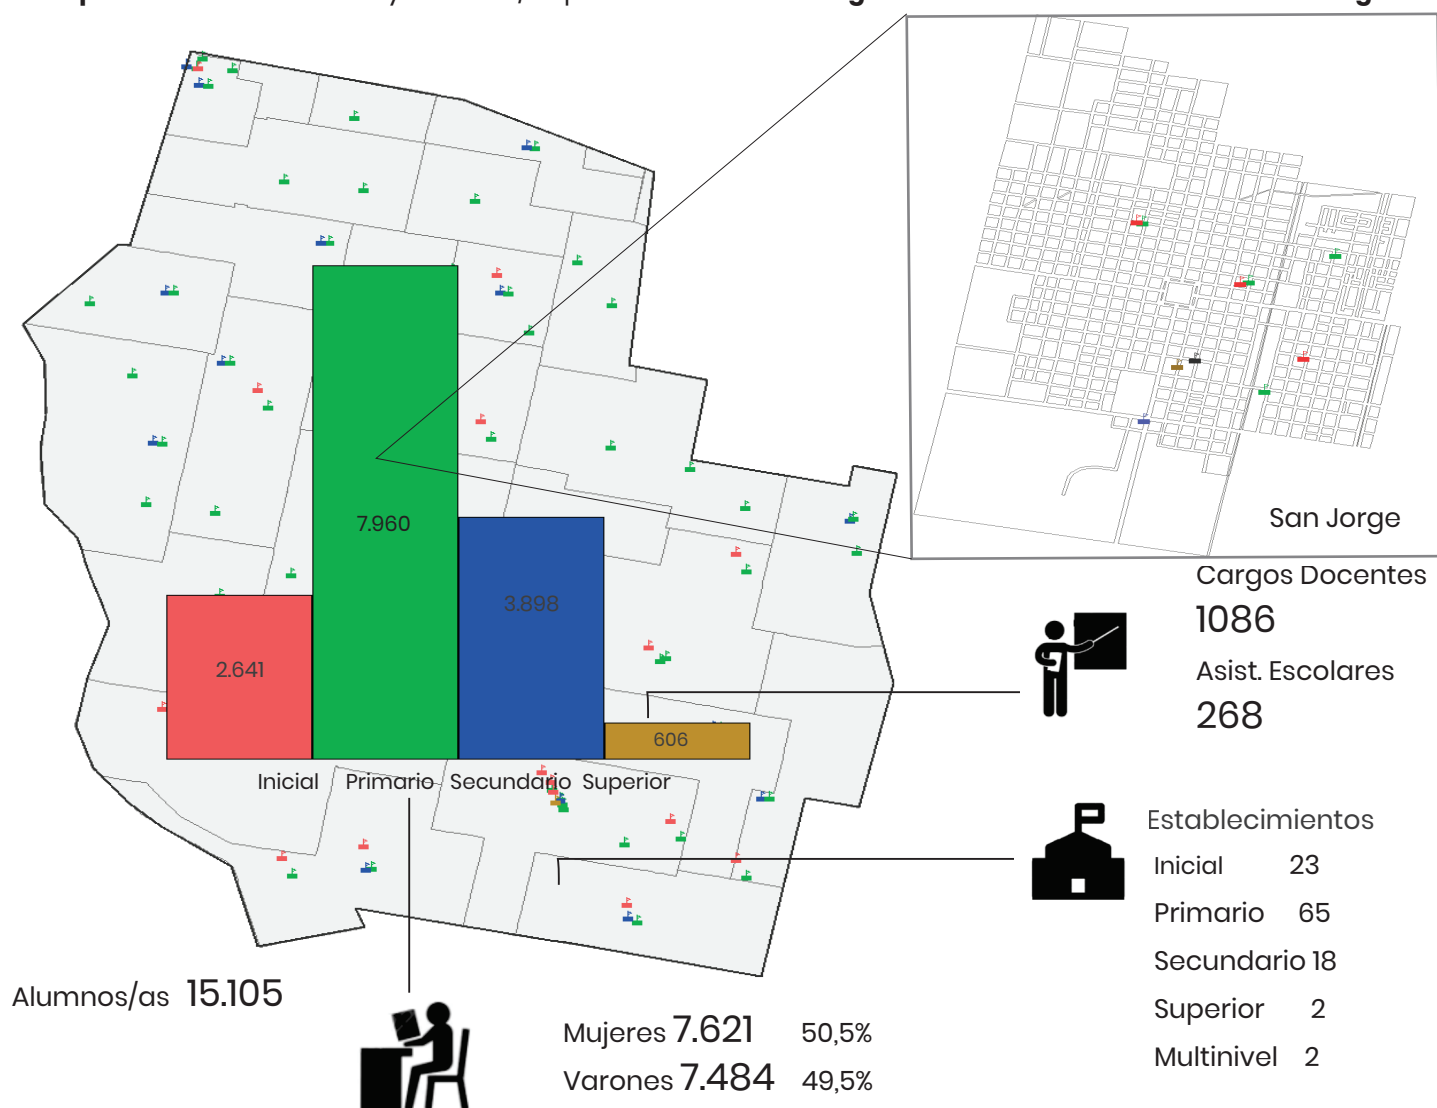 San Jorge
Cargos Docentes
1086
Asist. Escolares
268
7.960
3.898
2.641
606
Inicial Primario Secundario Superior
Establecimientos
Inicial 23
Primario 65
Secundario 18
Superior 2
Multinivel 2
Alumnos/as 15.105
Mujeres 7.621 50,5%
Varones 7.484 49,5%